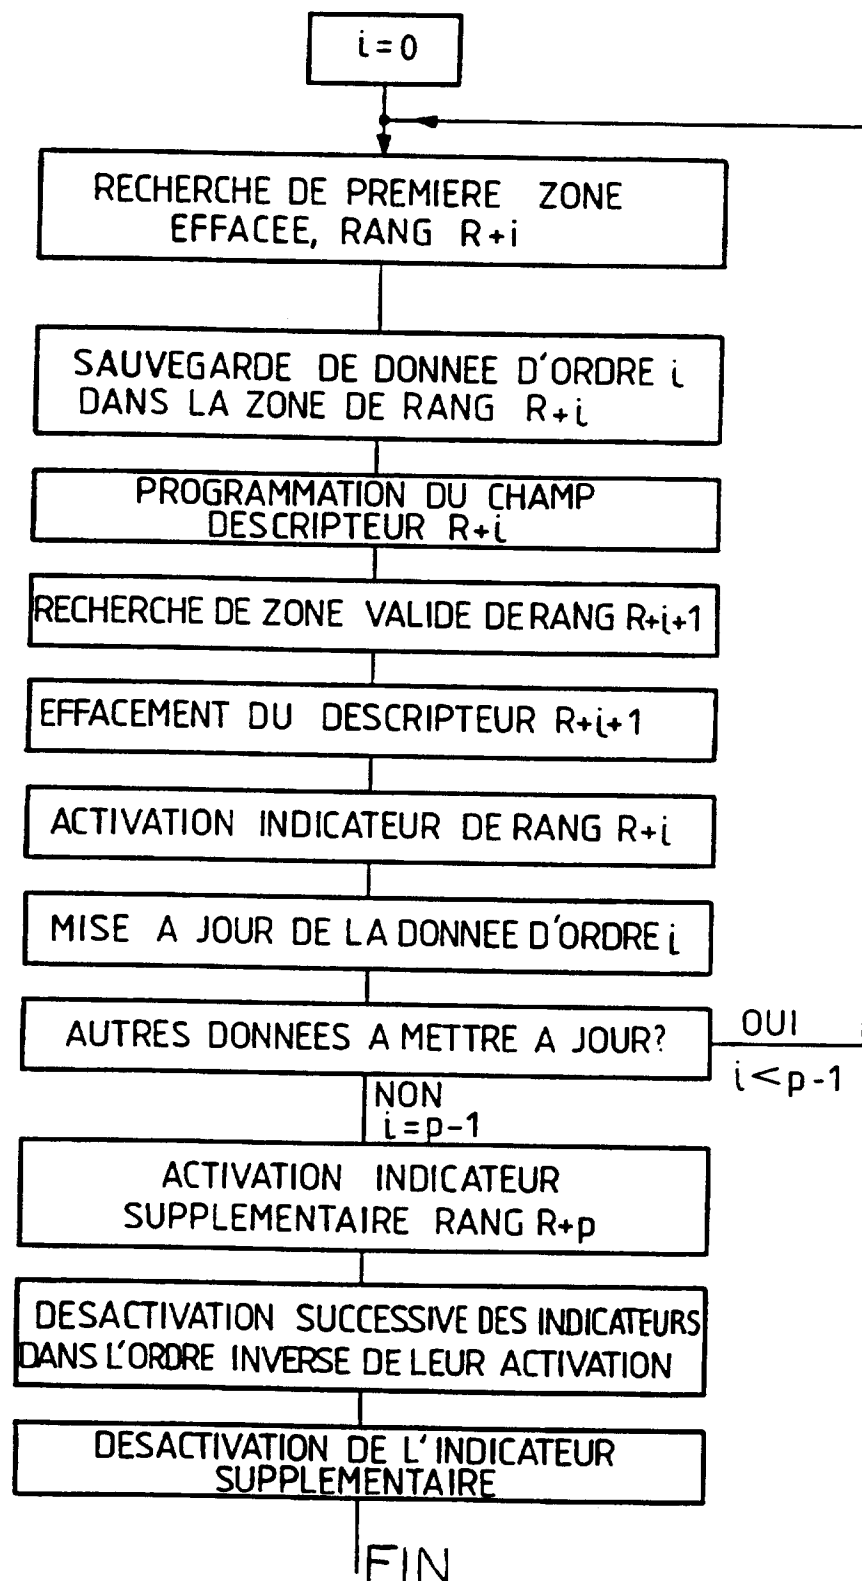 i=0
RECHERCHE DE PREMIERE ZONE
EFFACEE, RANG R+i
SAUVEGARDE DE DONNEE D'ORDRE i
DANS LA ZONE DE RANG R+i
PROGRAMMATION DU CHAMP
DESCRIPTEUR R+i
RECHERCHE DE ZONE VALIDE DE RANG R+i+1
EFFACEMENT DU DESCRIPTEUR R+i+1
ACTIVATION INDICATEUR DE RANG R+i
MISE A JOUR DE LA DONNEE D'ORDRE i
AUTRES DONNEES A METTRE A JOUR?
OUI
i<p-1
NON
i=p-1
ACTIVATION INDICATEUR
SUPPLEMENTAIRE RANG R+p
DESACTIVATION SUCCESSIVE DES INDICATEURS
DANS L'ORDRE INVERSE DE LEUR ACTIVATION
DESACTIVATION DE L'INDICATEUR
SUPPLEMENTAIRE
FIN